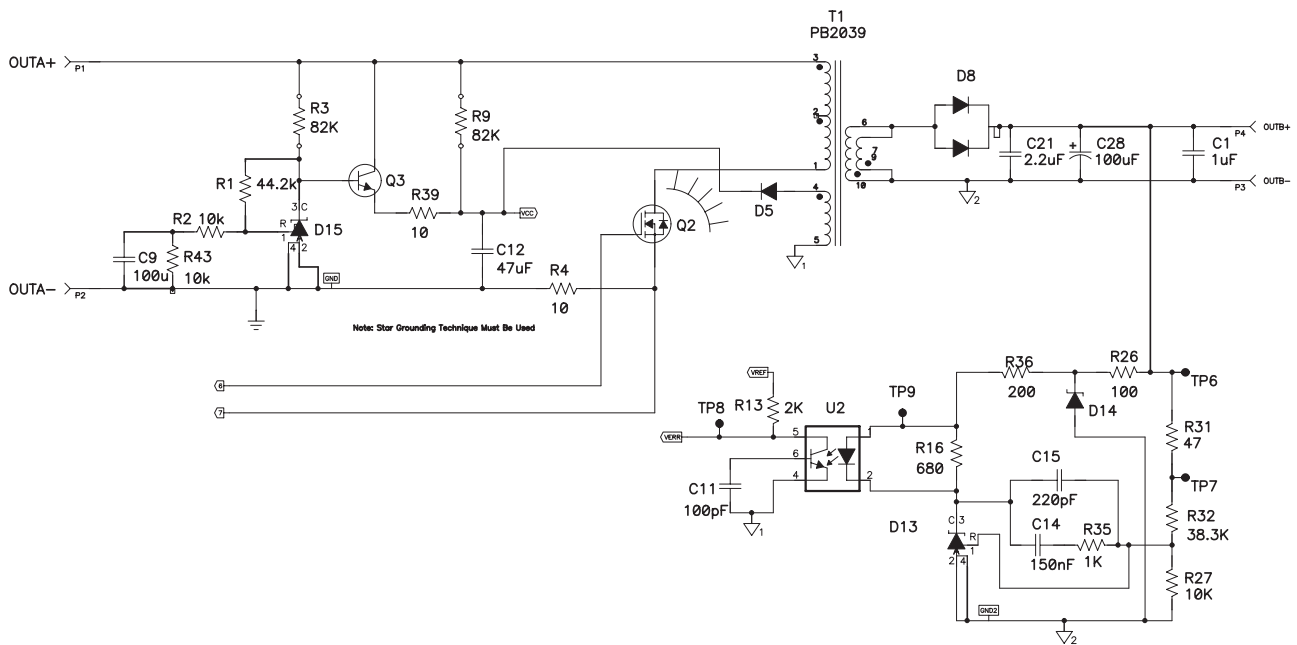 T1
PB2039
OUTA+
P1
3
R3
82K
R9
82K
2
D8
6
P4
OUTB+
C21
2.2uF
+
C28
100uF
C1
1uF
7
9
10
1
4
5
P3
OUTB-
2
R1
44.2k
Q3
R39
10
VCC
D5
Q2
R2 10k
3
C
R
1
4
2
D15
C9
100u
R43
10k
C12
47uF
1
GND
R4
10
OUTA-
P2
Note: Star Grounding Technique Must Be Used
6
7
VREF
R13
2K
TP8
VERR
U2
5
6
4
1
2
TP9
C11
100pF
1
R36
200
R26
100
TP6
D14
R31
47
R16
680
C15
220pF
TP7
D13
C
3
R
1
2
4
C14
150nF
R35
1K
R32
38.3K
R27
10K
GND2
2